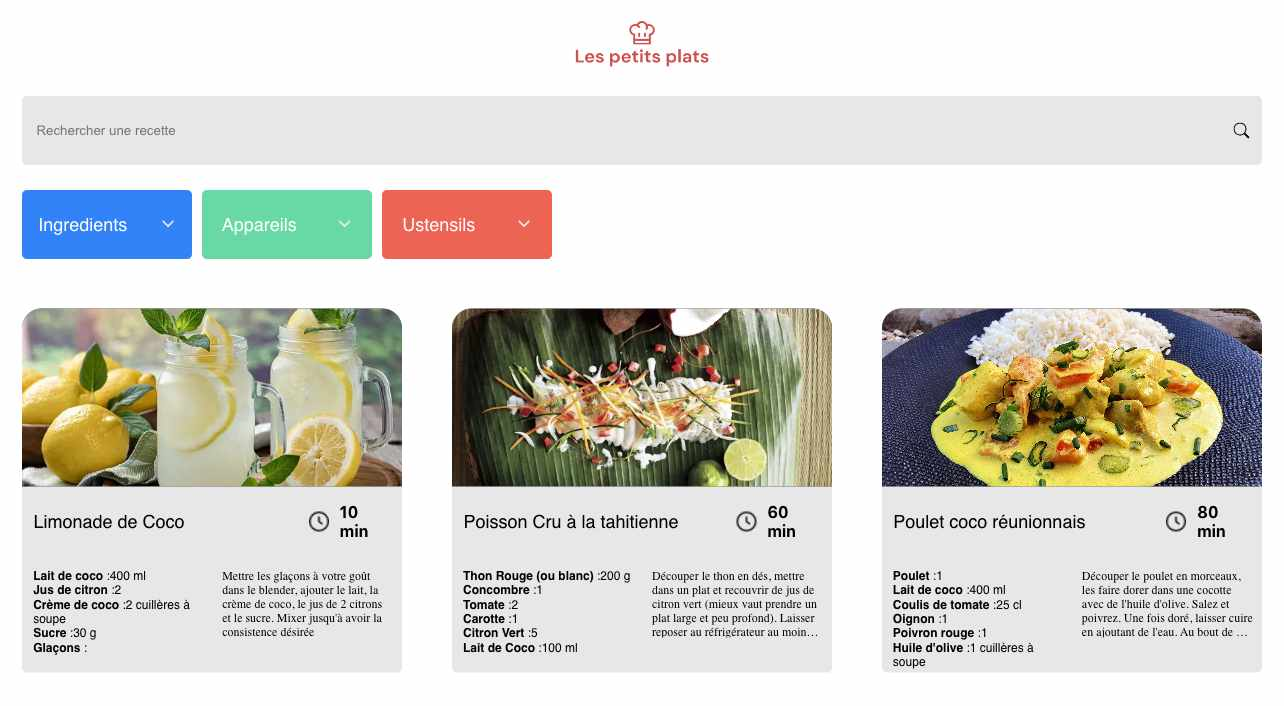 Les petits plats
Rechercher une recette
Ingredients
Appareils
Ustensils
Limonade de Coco
10
min
Lait de coco :400 ml
Jus de citron :2
Crème de coco :2 cuillères à
soupe
Sucre :30 g
Glaçons :
Mettre les glaçons à votre goût
dans le blender, ajouter le lait, la
crème de coco, le jus de 2 citrons
et le sucre. Mixer jusqu'à avoir la
consistence désirée
Poisson Cru à la tahitienne
60
min
Thon Rouge (ou blanc) :200 g
Concombre :1
Tomate :2
Carotte :1
Citron Vert :5
Lait de Coco :100 ml
Découper le thon en dés, mettre
dans un plat et recouvrir de jus de
citron vert (mieux vaut prendre un
plat large et peu profond). Laisser
reposer au réfrigérateur au moin…
Poulet coco réunionnais
80
min
Poulet :1
Lait de coco :400 ml
Coulis de tomate :25 cl
Oignon :1
Poivron rouge :1
Huile d'olive :1 cuillères à
soupe
Découper le poulet en morceaux,
les faire dorer dans une cocotte
avec de l'huile d'olive. Salez et
poivrez. Une fois doré, laisser cuire
en ajoutant de l'eau. Au bout de …